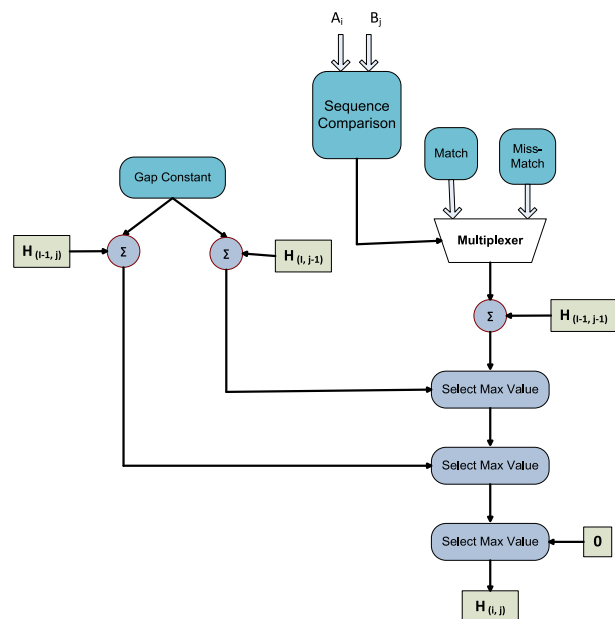 Ai Bj
Sequence
Comparison
Match
Miss-
Match
Gap Constant
Multiplexer
H (I-1, j)
Σ
Σ
H (I, j-1)
Σ
H (I-1, j-1)
Select Max Value
Select Max Value
Select Max Value
0
H (i, j)